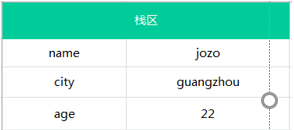 栈区
name jozo
city guangzhou
age 22